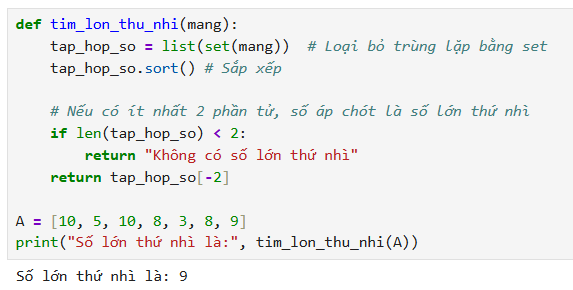 def tim_lon_thu_nhi(mang):
    tap_hop_so = list(set(mang))  # Loại bỏ trùng lặp bằng set
    tap_hop_so.sort() # Sắp xếp

    # Nếu có ít nhất 2 phần tử, số áp chót là số lớn thứ nhì
    if len(tap_hop_so) < 2:
        return "Không có số lớn thứ nhì"
    return tap_hop_so[-2]

A = [10, 5, 10, 8, 3, 8, 9]
print("Số lớn thứ nhì là:", tim_lon_thu_nhi(A))
Số lớn thứ nhì là: 9